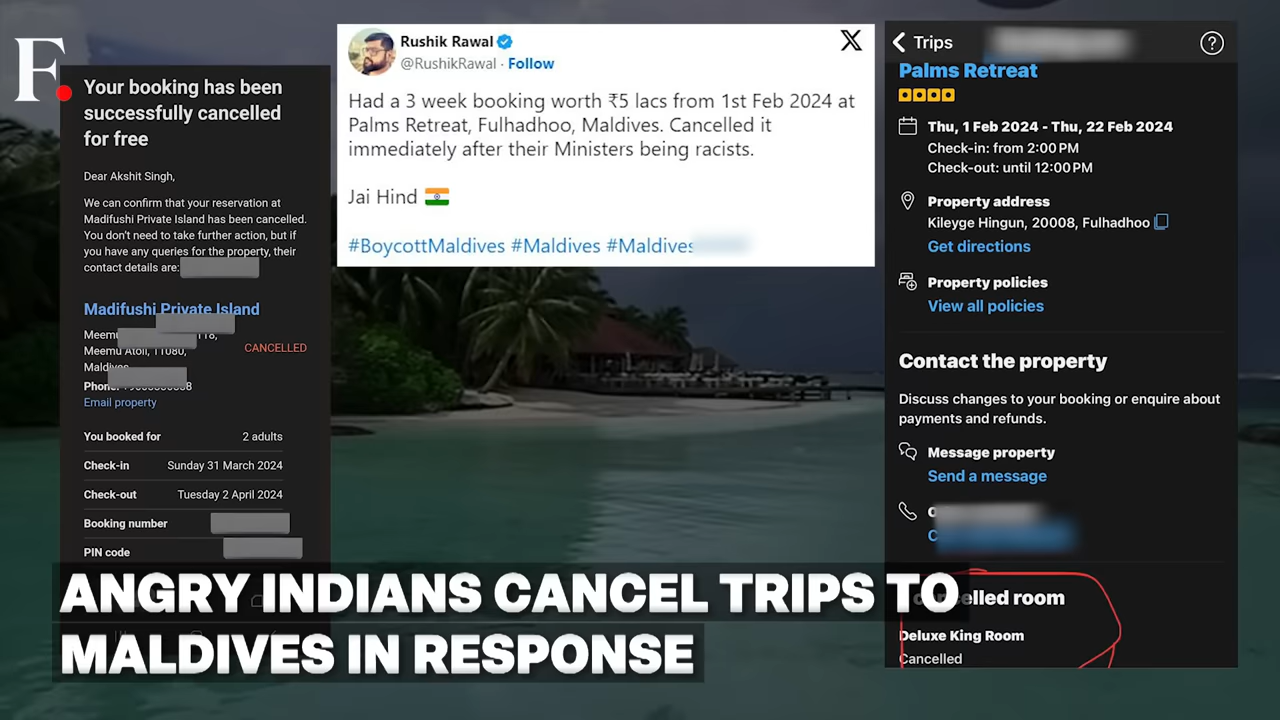 F
Your booking has been
successfully cancelled
for free
Dear Akshit Singh,
We can confirm that your reservation at
Madifushi Private Island has been cancelled.
You don't need to take further action, but if
you have any queries for the property, their
contact details are:
Madifushi Private Island
Meemu
Meemu Atoll, 11080,
Maldives
CANCELLED
Phone:
Email property
You booked for 2 adults
Check-in Sunday 31 March 2024
Check-out Tuesday 2 April 2024
Booking number
PIN code
Rushik Rawal
@RushikRawal · Follow
X
Had a 3 week booking worth ₹5 lacs from 1st Feb 2024 at
Palms Retreat, Fulhadhoo, Maldives. Cancelled it
immediately after their Ministers being racists.
Jai Hind 🇮🇳
#BoycottMaldives #Maldives #Maldives
Trips
?
Palms Retreat
Thu, 1 Feb 2024 - Thu, 22 Feb 2024
Check-in: from 2:00 PM
Check-out: until 12:00 PM
Property address
Kileyge Hingun, 20008, Fulhadhoo
Get directions
Property policies
View all policies
Contact the property
Discuss changes to your booking or enquire about
payments and refunds.
Message property
Send a message
Cancelled room
Deluxe King Room
Cancelled
ANGRY INDIANS CANCEL TRIPS TO
MALDIVES IN RESPONSE